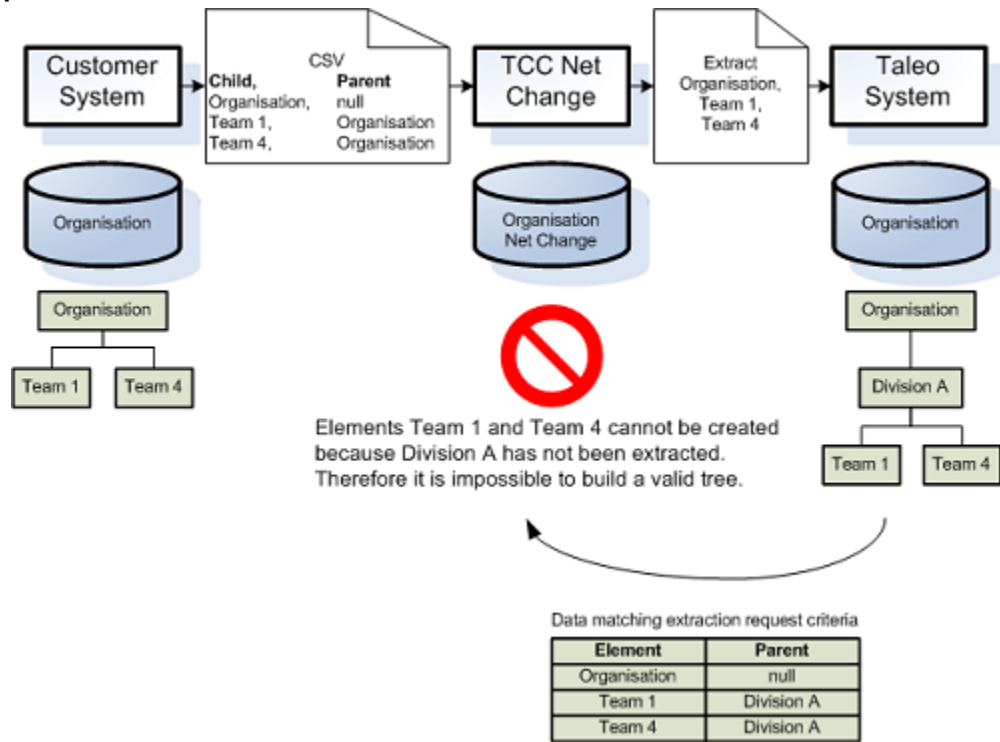 Customer
System
CSV
Child, Parent
Organisation, null
Team 1, Organisation
Team 4, Organisation
TCC Net
Change
Extract
Organisation,
Team 1,
Team 4
Taleo
System
Organisation
Organisation
Net Change
Organisation
Organisation
Team 1
Team 4
Organisation
Division A
Team 1
Team 4
Elements Team 1 and Team 4 cannot be created
because Division A has not been extracted.
Therefore it is impossible to build a valid tree.
Data matching extraction request criteria
Element Parent
Organisation null
Team 1 Division A
Team 4 Division A